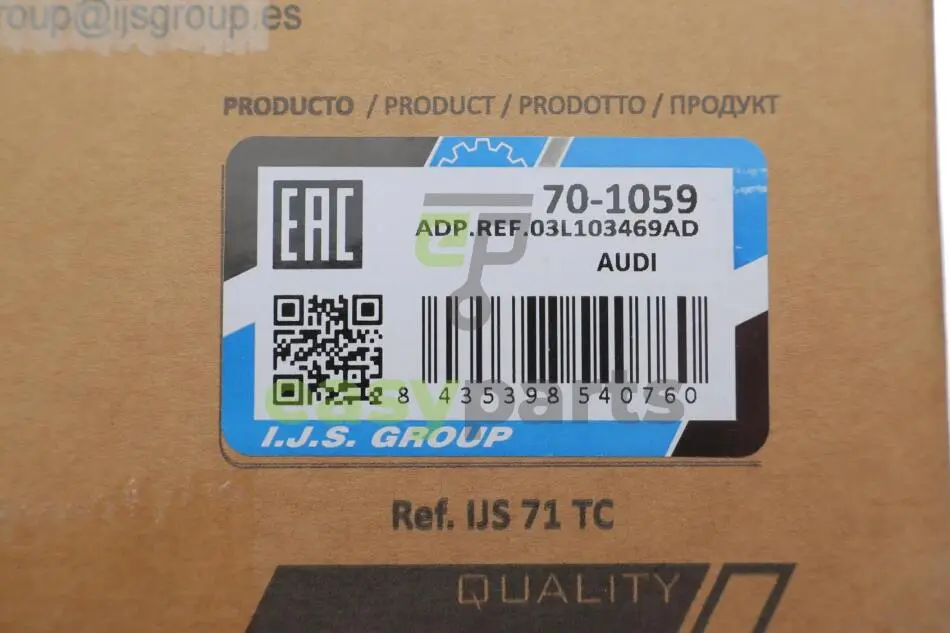 roup@ijsgroup.es
PRODUCTO / PRODUCT / PRODOTTO / ПРОДУКТ
EAC
70-1059
ADP.REF.03L103469AD
AUDI
8 435398 540760
easyparts
I.J.S. GROUP
Ref. IJS 71 TC
QUALITY